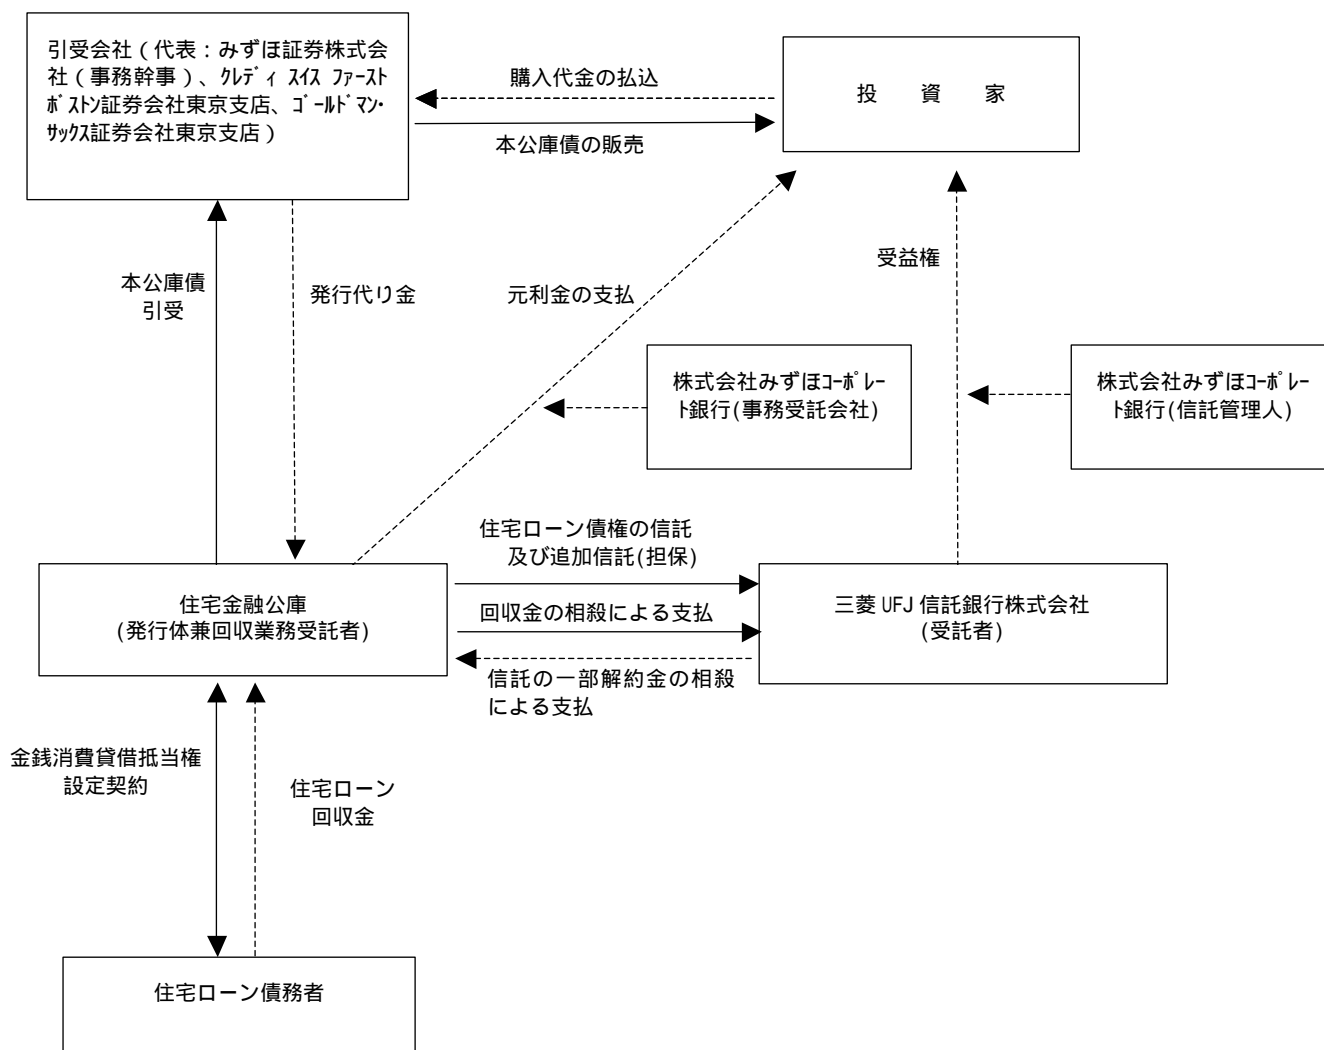 引受会社(代表:みずほ証券株式会
社(事務幹事)、クレディ スイス ファースト
ボストン証券会社東京支店、ゴールドマン・
サックス証券会社東京支店)
購入代金の払込
本公庫債の販売
投 資 家
本公庫債
引受
発行代り金
元利金の支払
受益権
株式会社みずほコーポレー
ト銀行(事務受託会社)
株式会社みずほコーポレー
ト銀行(信託管理人)
住宅ローン債権の信託
及び追加信託(担保)
住宅金融公庫
(発行体兼回収業務受託者)
回収金の相殺による支払
三菱 UFJ 信託銀行株式会社
(受託者)
信託の一部解約金の相殺
による支払
金銭消費貸借抵当権
設定契約
住宅ローン
回収金
住宅ローン債務者